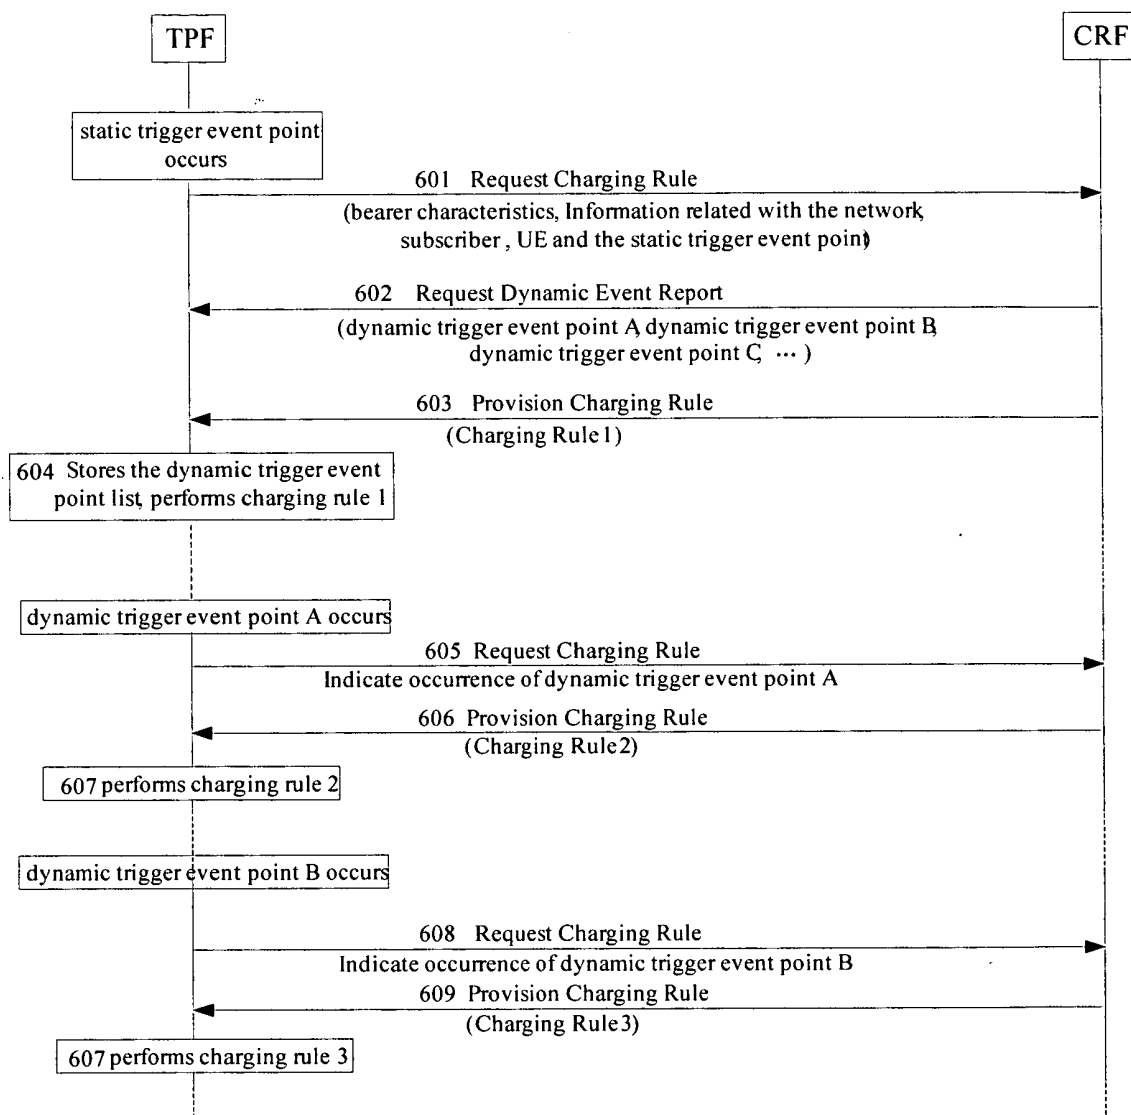 TPF
CRF
static trigger event point
occurs
601 Request Charging Rule
(bearer characteristics, Information related with the network,
subscriber , UE and the static trigger event point)
602 Request Dynamic Event Report
(dynamic trigger event point A, dynamic trigger event point B,
dynamic trigger event point C, ··· )
603 Provision Charging Rule
(Charging Rule 1)
604 Stores the dynamic trigger event
point list, performs charging rule 1
dynamic trigger event point A occurs
605 Request Charging Rule
Indicate occurrence of dynamic trigger event point A
606 Provision Charging Rule
(Charging Rule 2)
607 performs charging rule 2
dynamic trigger event point B occurs
608 Request Charging Rule
Indicate occurrence of dynamic trigger event point B
609 Provision Charging Rule
(Charging Rule 3)
607 performs charging rule 3